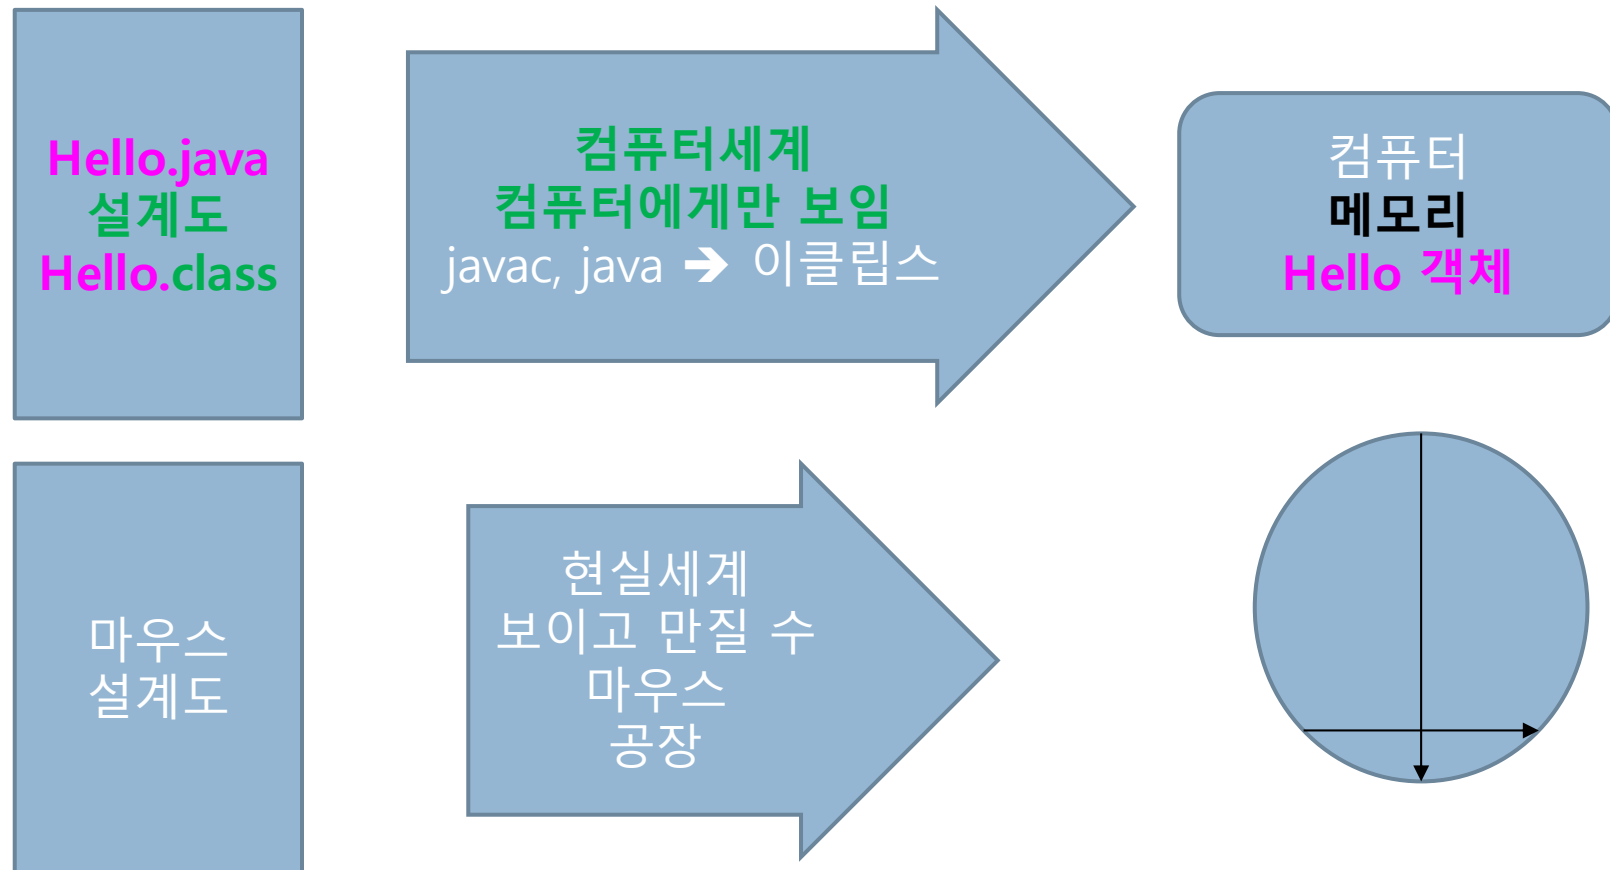 Hello.java
설계도
Hello.class
컴퓨터세계
컴퓨터에게만 보임
javac, java ➔ 이클립스
컴퓨터
메모리
Hello 객체
마우스
설계도
현실세계
보이고 만질 수
마우스
공장